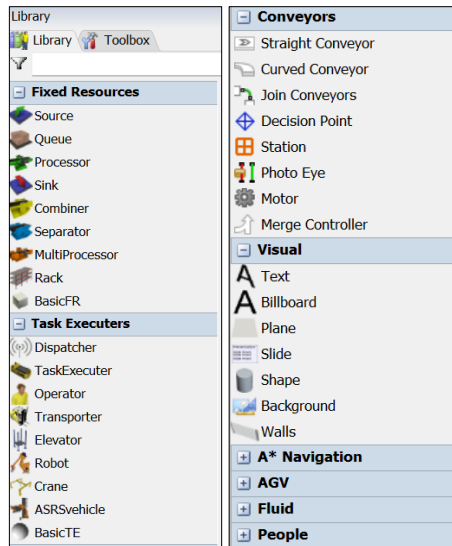 Library
Library Toolbox
Fixed Resources
Source
Queue
Processor
Sink
Combiner
Separator
MultiProcessor
Rack
BasicFR
Task Executers
Dispatcher
TaskExecuter
Operator
Transporter
Elevator
Robot
Crane
ASRSvehicle
BasicTE
Conveyors
Straight Conveyor
Curved Conveyor
Join Conveyors
Decision Point
Station
Photo Eye
Motor
Merge Controller
Visual
Text
Billboard
Plane
Slide
Shape
Background
Walls
A* Navigation
AGV
Fluid
People